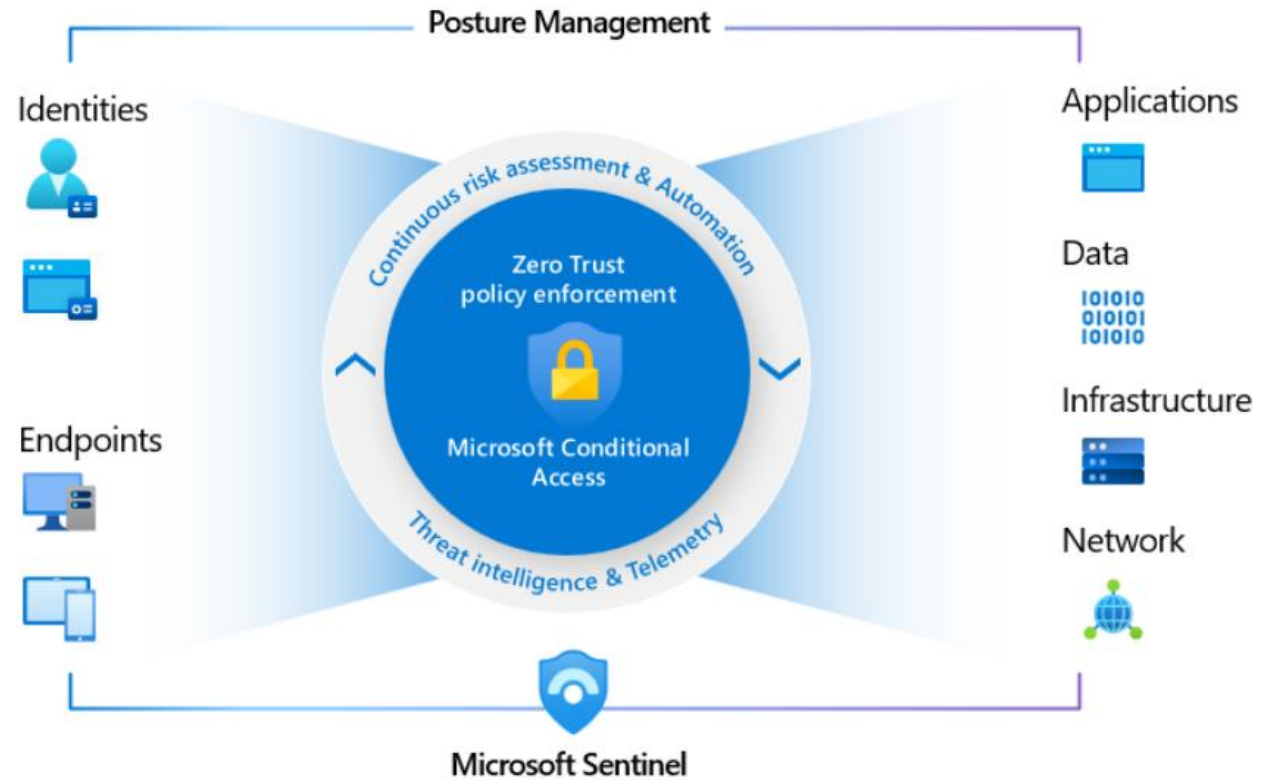 Posture Management
Identities
Endpoints
Continuous risk assessment & Automation
Zero Trust
policy enforcement
Microsoft Conditional
Access
Threat intelligence & Telemetry
Applications
Data
101010
010101
101010
Infrastructure
Network
Microsoft Sentinel